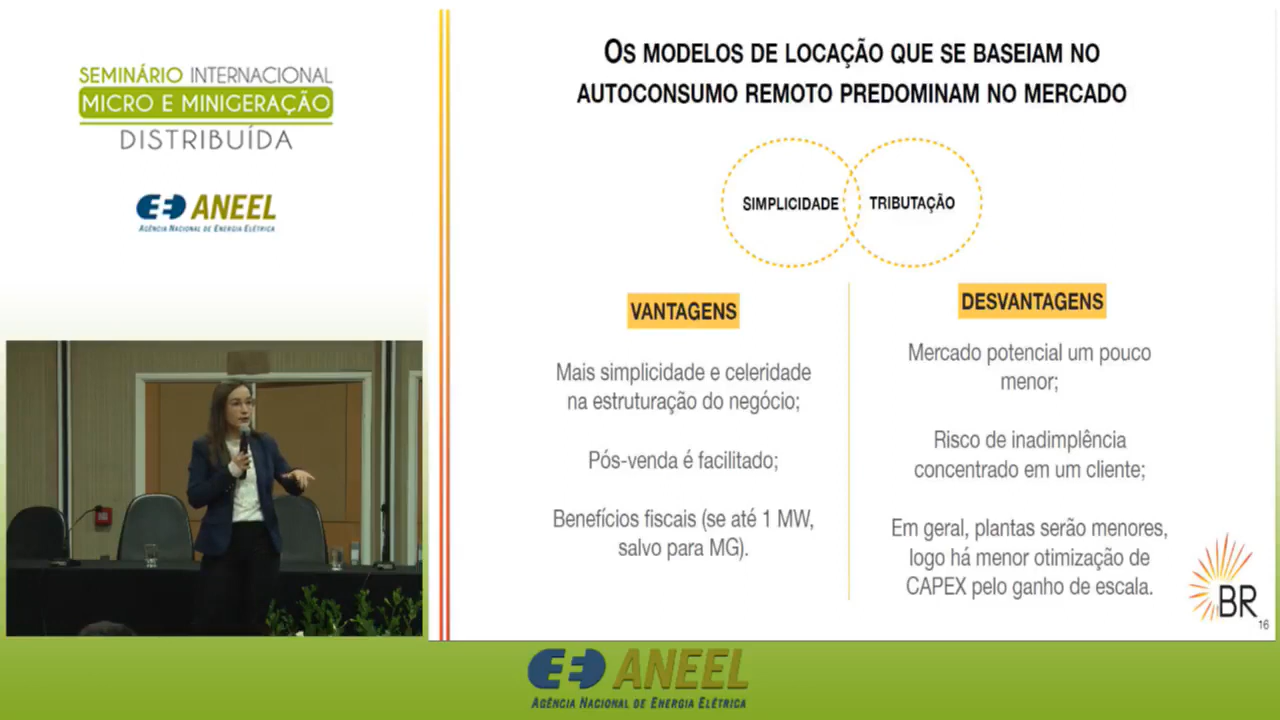 SEMINÁRIO INTERNACIONAL
MICRO E MINIGERAÇÃO
DISTRIBUÍDA
ANEEL
AGÊNCIA NACIONAL DE ENERGIA ELÉTRICA
OS MODELOS DE LOCAÇÃO QUE SE BASEIAM NO
AUTOCONSUMO REMOTO PREDOMINAM NO MERCADO
SIMPLICIDADE
TRIBUTAÇÃO
VANTAGENS
Mais simplicidade e celeridade
na estruturação do negócio;
Pós-venda é facilitado;
Benefícios fiscais (se até 1 MW,
salvo para MG).
DESVANTAGENS
Mercado potencial um pouco
menor;
Risco de inadimplência
concentrado em um cliente;
Em geral, plantas serão menores,
logo há menor otimização de
CAPEX pelo ganho de escala.
BR
16
ANEEL
AGÊNCIA NACIONAL DE ENERGIA ELÉTRICA